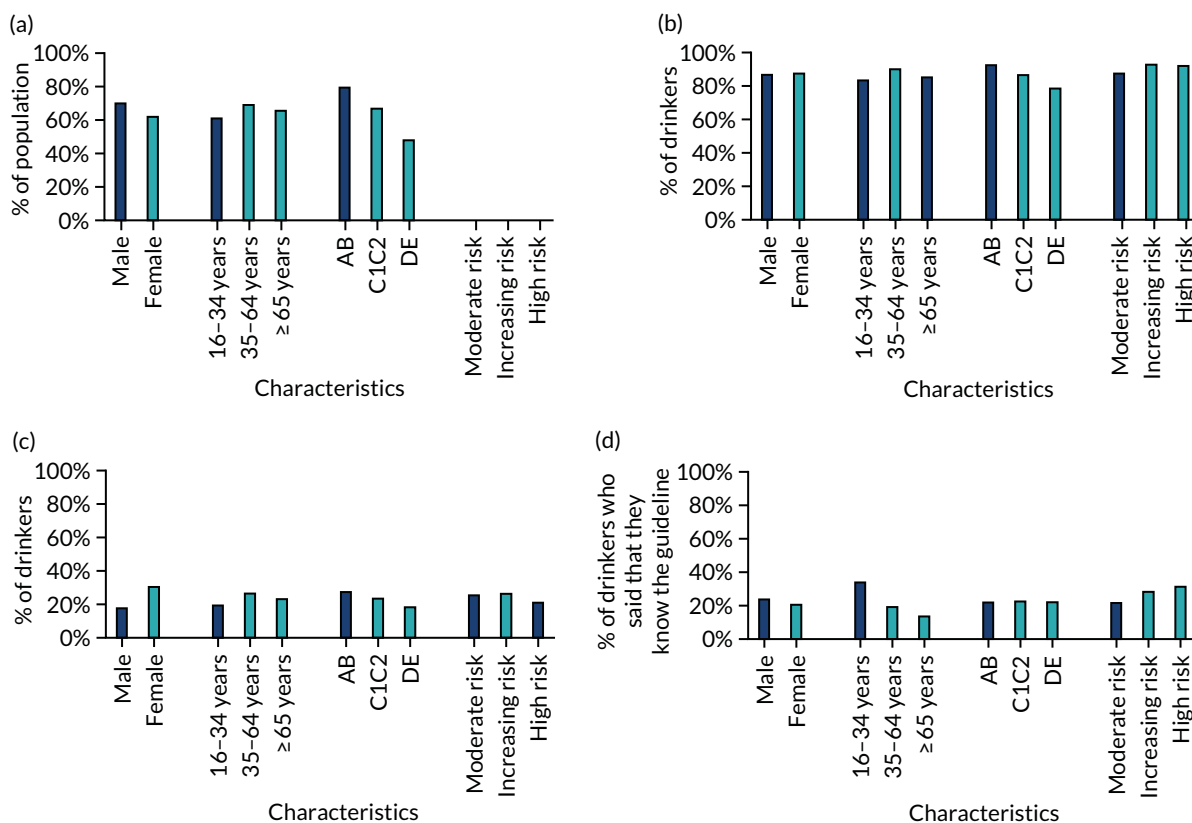 (a)
100%
80%
60%
40%
20%
0%
% of population
Male
Female
16–34 years
35–64 years
≥ 65 years
AB
C1C2
DE
Moderate risk
Increasing risk
High risk
Characteristics
(b)
100%
80%
60%
40%
20%
0%
% of drinkers
Male
Female
16–34 years
35–64 years
≥ 65 years
AB
C1C2
DE
Moderate risk
Increasing risk
High risk
Characteristics
(c)
100%
80%
60%
40%
20%
0%
% of drinkers
Male
Female
16–34 years
35–64 years
≥ 65 years
AB
C1C2
DE
Moderate risk
Increasing risk
High risk
Characteristics
(d)
100%
80%
60%
40%
20%
0%
% of drinkers who
said that they
know the guideline
Male
Female
16–34 years
35–64 years
≥ 65 years
AB
C1C2
DE
Moderate risk
Increasing risk
High risk
Characteristics